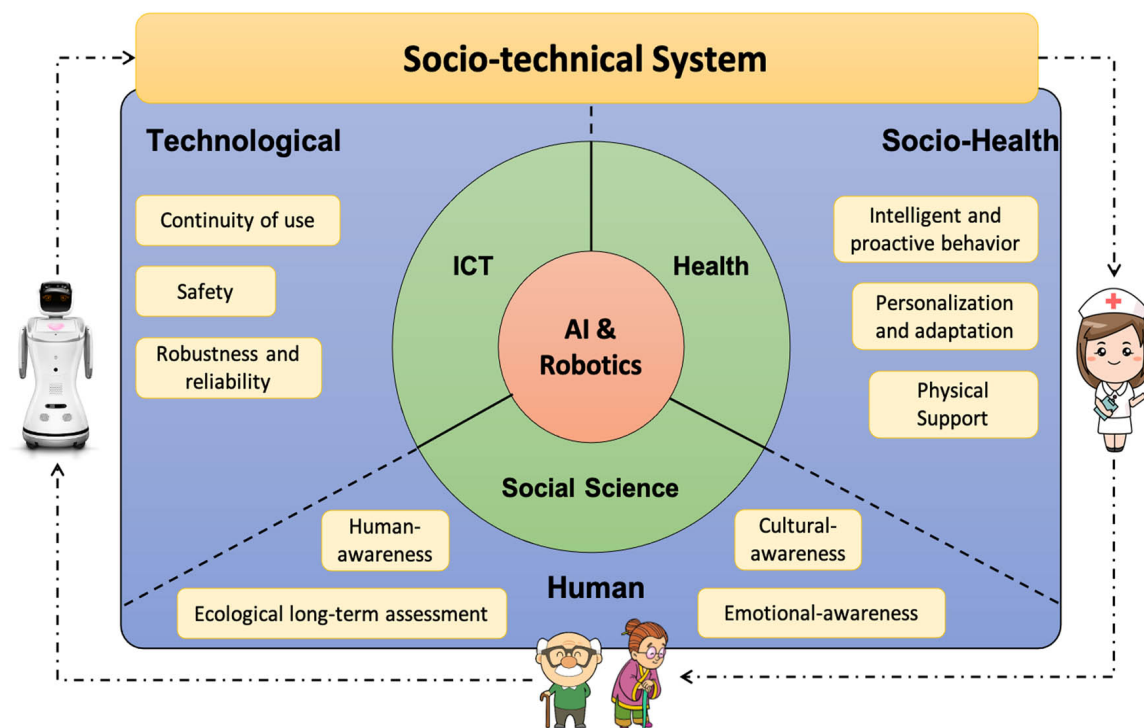 Socio-technical System
Technological
Socio-Health
Continuity of use
Safety
Robustness and
reliability
ICT
Health
AI &
Robotics
Social Science
Intelligent and
proactive behavior
Personalization
and adaptation
Physical
Support
Human-
awareness
Cultural-
awareness
Human
Ecological long-term assessment
Emotional-awareness